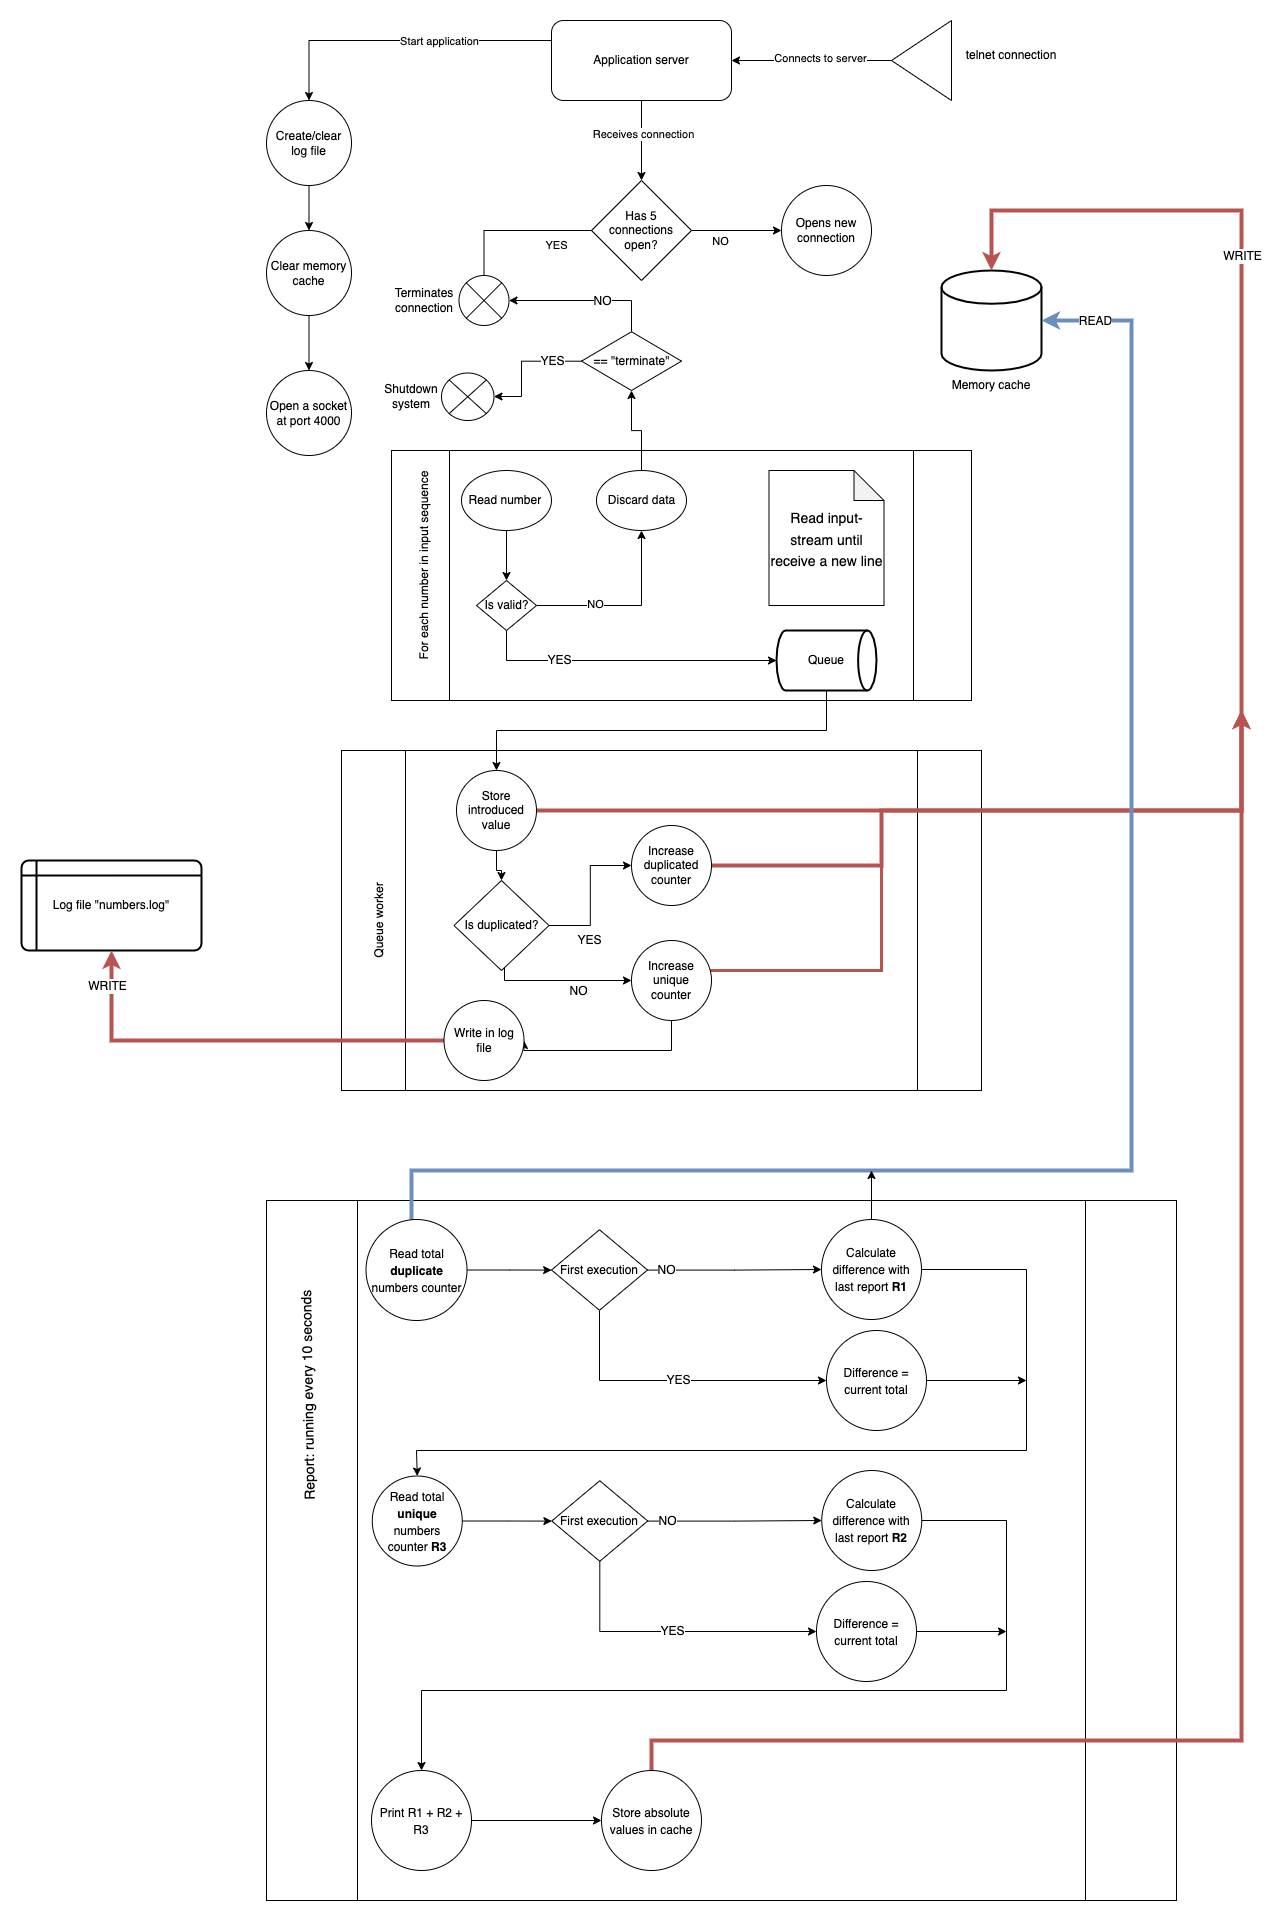 Start application
Application server
Connects to server
telnet connection
Create/clear
log file
Receives connection
Has 5
connections
open?
YES
NO
Opens new
connection
Clear memory
cache
Terminates
connection
NO
WRITE
READ
Memory cache
== "terminate"
YES
Shutdown
system
Open a socket
at port 4000
For each number in input sequence
Read number
Discard data
Read input-
stream until
receive a new line
Is valid?
NO
YES
Queue
Queue worker
Store
introduced
value
Increase
duplicated
counter
Is duplicated?
YES
NO
Increase
unique
counter
Write in log
file
Log file "numbers.log"
WRITE
Report: running every 10 seconds
Read total
duplicate
numbers counter
First execution
NO
Calculate
difference with
last report R1
YES
Difference =
current total
Read total
unique
numbers
counter R3
First execution
NO
Calculate
difference with
last report R2
YES
Difference =
current total
Print R1 + R2 +
R3
Store absolute
values in cache